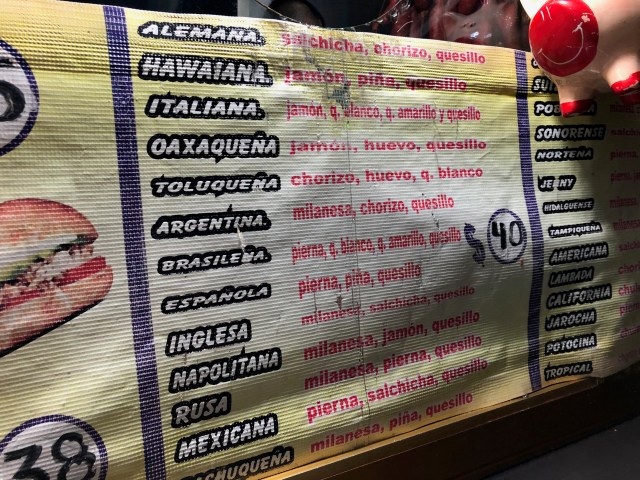 ALEMANA. salchicha, chorizo, quesillo
HAWAIANA. jamón, piña, quesillo
ITALIANA. jamón, q. blanco, q. amarillo y quesillo
OAXAQUEÑA jamón, huevo, quesillo
TOLUQUEÑA chorizo, huevo, q. blanco
ARGENTINA. milanesa, chorizo, quesillo
BRASILEÑA. pierna, q. blanco, q. amarillo, quesillo
ESPAÑOLA pierna, piña, quesillo
INGLESA milanesa, salchicha, quesillo
NAPOLITANA milanesa, jamón, quesillo
RUSA milanesa, pierna, quesillo
MEXICANA pierna, salchicha, quesillo
milanesa, piña, quesillo
$40
38
SONORENSE
NORTEÑA
JENNY
HIDALGUENSE
TAMPIQUEÑA
AMERICANA
LAMBADA
CALIFORNIA
JAROCHA
POTOCINA
TROPICAL